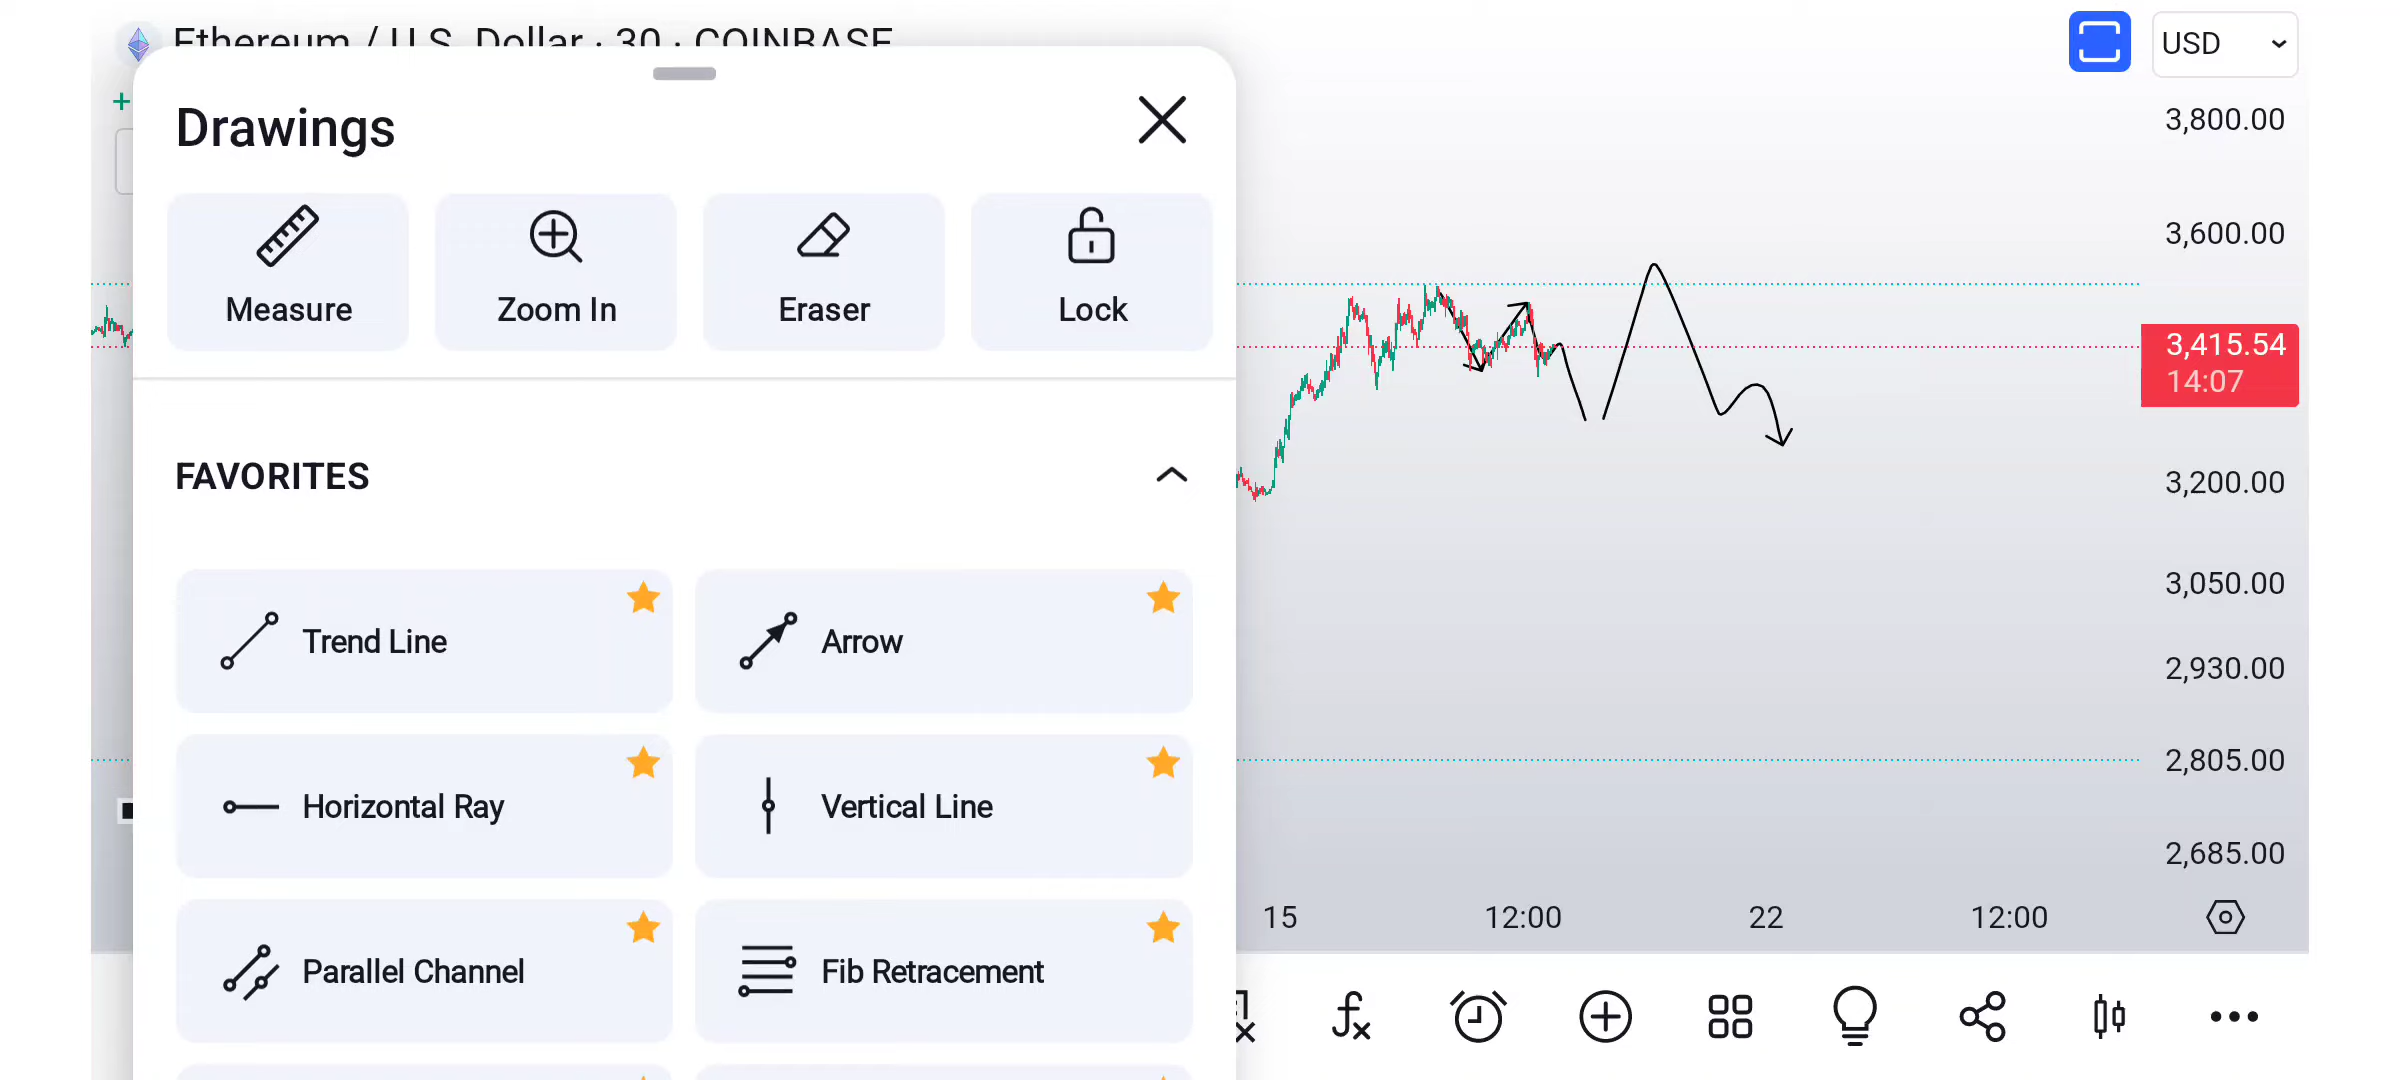 Ethereum / U.S. Dollar · 30 · COINBASE
USD
Drawings
Measure
Zoom In
Eraser
Lock
FAVORITES
Trend Line
Arrow
Horizontal Ray
Vertical Line
Parallel Channel
Fib Retracement
3,800.00
3,600.00
3,415.54
14:07
3,200.00
3,050.00
2,930.00
2,805.00
2,685.00
15
12:00
22
12:00